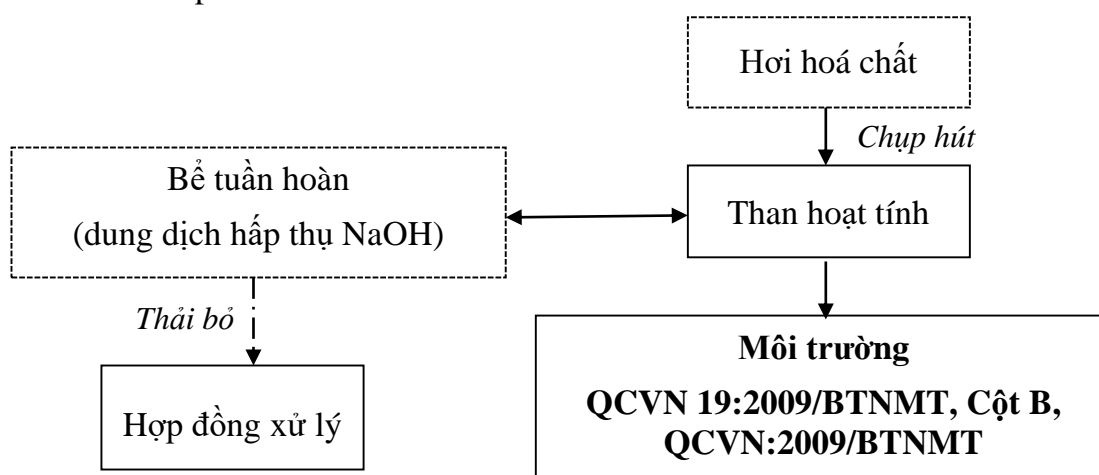 Hơi hoá chất
Chụp hút
Bể tuần hoàn
(dung dịch hấp thụ NaOH)
Than hoạt tính
Thải bỏ
Môi trường
QCVN 19:2009/BTNMT, Cột B,
QCVN:2009/BTNMT
Hợp đồng xử lý